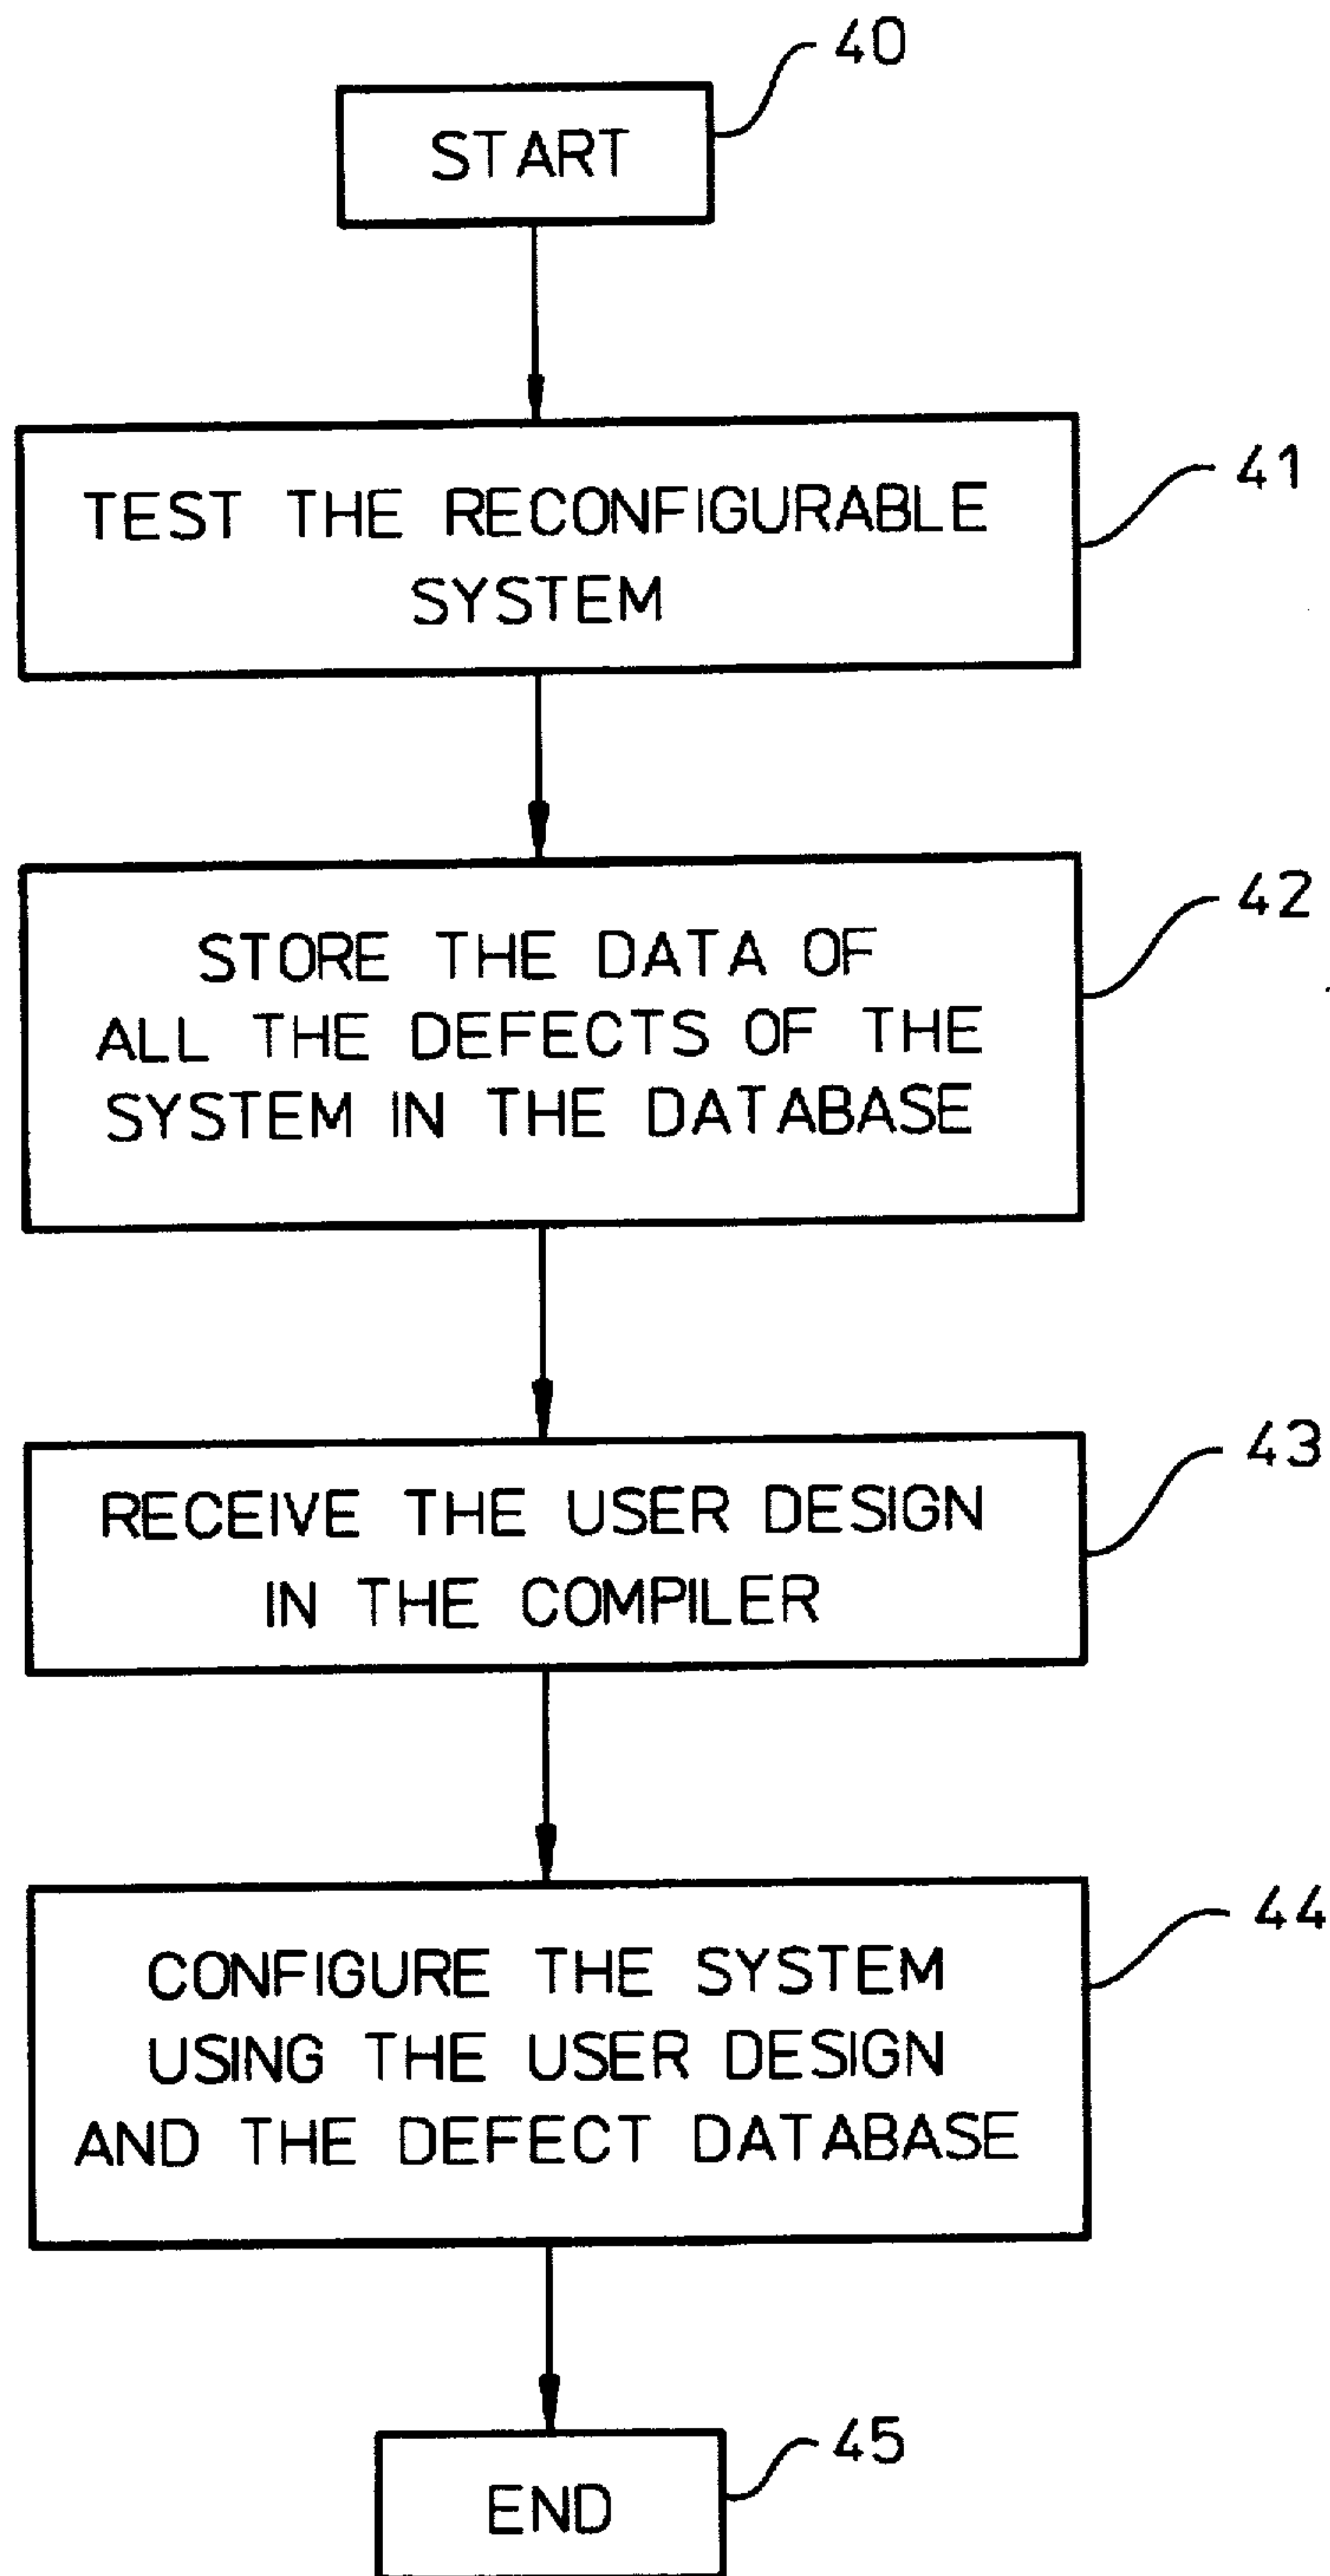 40
START
41
TEST THE RECONFIGURABLE
SYSTEM
42
STORE THE DATA OF
ALL THE DEFECTS OF THE
SYSTEM IN THE DATABASE
43
RECEIVE THE USER DESIGN
IN THE COMPILER
44
CONFIGURE THE SYSTEM
USING THE USER DESIGN
AND THE DEFECT DATABASE
45
END